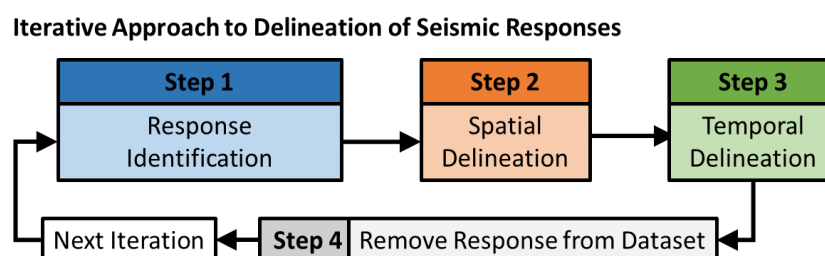 Iterative Approach to Delineation of Seismic Responses
Step 1
Response
Identification
Step 2
Spatial
Delineation
Step 3
Temporal
Delineation
Step 4 Remove Response from Dataset
Next Iteration